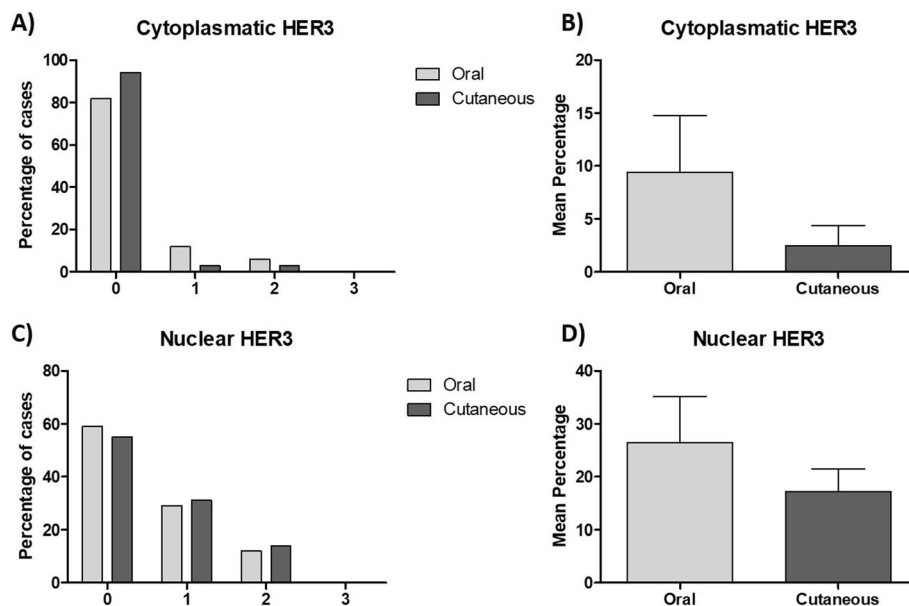 A)
Cytoplasmatic HER3
Percentage of cases
100
80
60
40
20
0
0 1 2 3
Oral
Cutaneous
B)
Cytoplasmatic HER3
Mean Percentage
20
15
10
5
0
Oral Cutaneous
C)
Nuclear HER3
Percentage of cases
80
60
40
20
0
0 1 2 3
Oral
Cutaneous
D)
Nuclear HER3
Mean Percentage
40
30
20
10
0
Oral Cutaneous